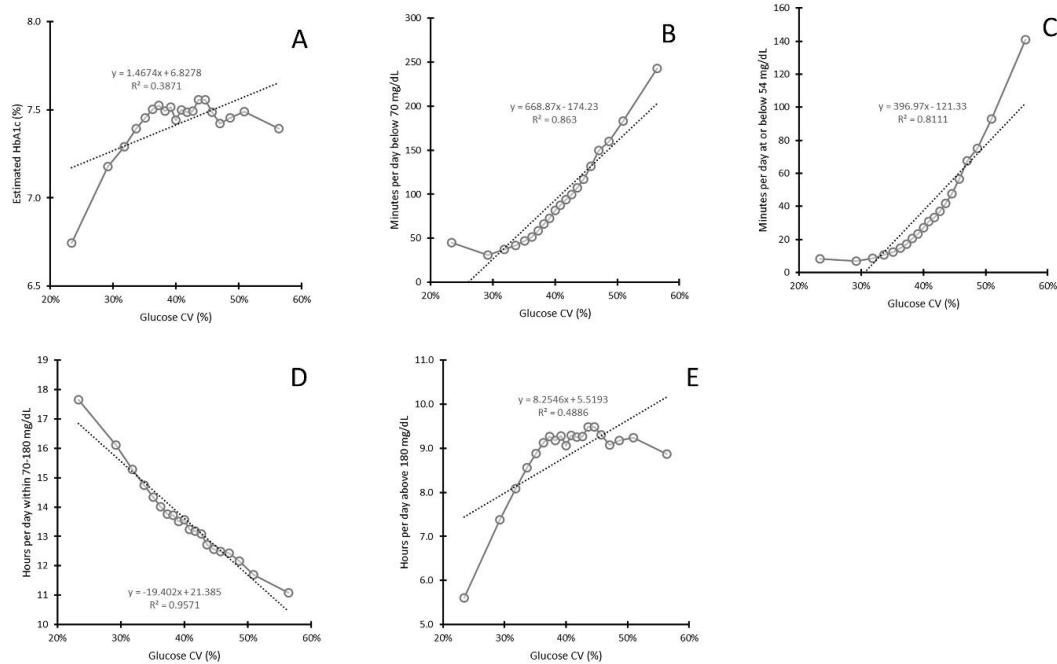 A
8.0
7.5
7.0
6.5
Estimated HbA1c (%)
y = 1.4674x + 6.8278
R² = 0.3871
20%
30%
40%
50%
60%
Glucose CV (%)
B
300
250
200
150
100
50
0
Minutes per day below 70 mg/dL
y = 668.87x - 174.23
R² = 0.863
20%
30%
40%
50%
60%
Glucose CV (%)
C
160
140
120
100
80
60
40
20
0
Minutes per day at or below 54 mg/dL
y = 396.97x - 121.33
R² = 0.8111
20%
30%
40%
50%
60%
Glucose CV (%)
D
19
18
17
16
15
14
13
12
11
10
Hours per day within 70-180 mg/dL
y = -19.402x + 21.385
R² = 0.9571
20%
30%
40%
50%
60%
Glucose CV (%)
E
11.0
10.0
9.0
8.0
7.0
6.0
5.0
Hours per day above 180 mg/dL
y = 8.2546x + 5.5193
R² = 0.4886
20%
30%
40%
50%
60%
Glucose CV (%)